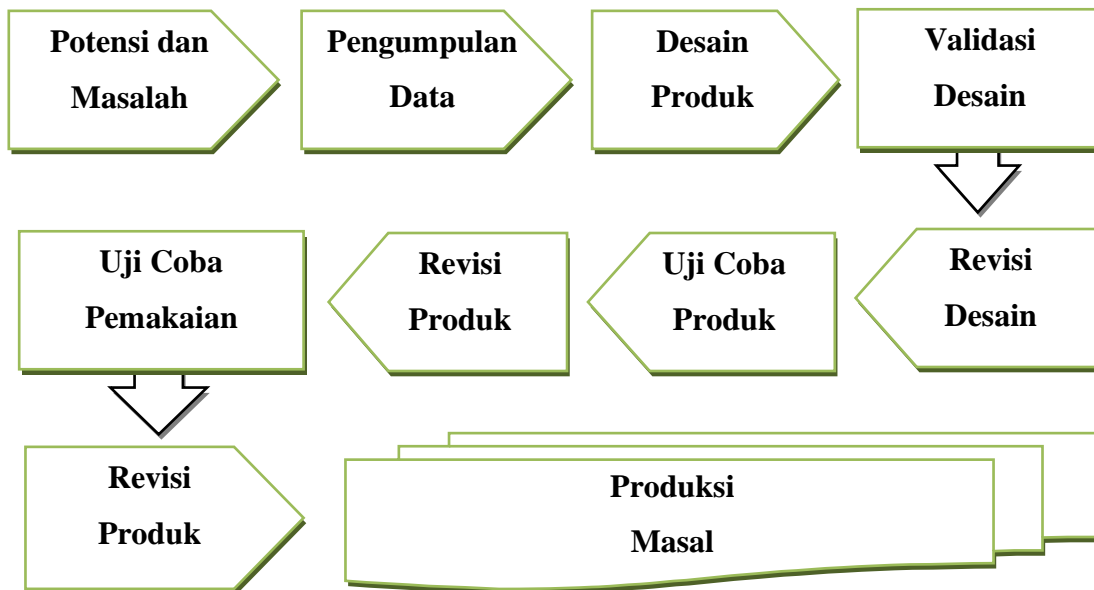 Potensi dan
Masalah
Pengumpulan
Data
Desain
Produk
Validasi
Desain
Revisi
Desain
Uji Coba
Produk
Revisi
Produk
Uji Coba
Pemakaian
Revisi
Produk
Produksi
Masal